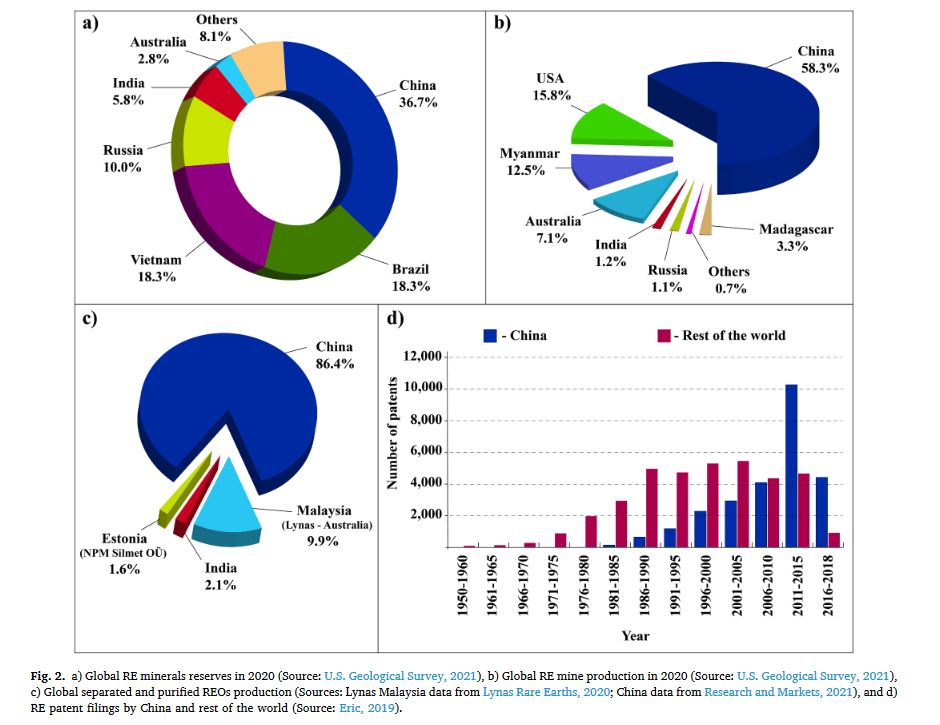 a)
Others
8.1%
Australia
2.8%
India
5.8%
Russia
10.0%
Vietnam
18.3%
China
36.7%
Brazil
18.3%
b)
China
58.3%
USA
15.8%
Myanmar
12.5%
Australia
7.1%
India
1.2%
Russia
1.1%
Others
0.7%
Madagascar
3.3%
c)
China
86.4%
Malaysia
(Lynas - Australia)
9.9%
Estonia
(NPM Silmet OÜ)
1.6%
India
2.1%
d)
- China
- Rest of the world
Number of patents
12,000
10,000
8,000
6,000
4,000
2,000
1950-1960
1961-1965
1966-1970
1971-1975
1976-1980
1981-1985
1986-1990
1991-1995
1996-2000
2001-2005
2006-2010
2011-2015
2016-2018
Year
Fig. 2. a) Global RE minerals reserves in 2020 (Source: U.S. Geological Survey, 2021), b) Global RE mine production in 2020 (Source: U.S. Geological Survey, 2021),
c) Global separated and purified REOs production (Sources: Lynas Malaysia data from Lynas Rare Earths, 2020; China data from Research and Markets, 2021), and d)
RE patent filings by China and rest of the world (Source: Eric, 2019).